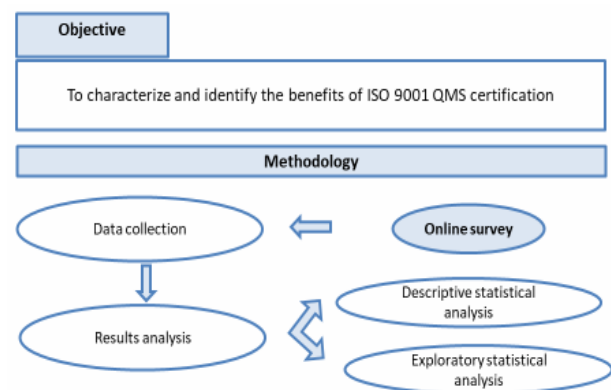 Objective
To characterize and identify the benefits of ISO 9001 QMS certification
Methodology
Data collection
Online survey
Descriptive statistical
analysis
Results analysis
Exploratory statistical
analysis